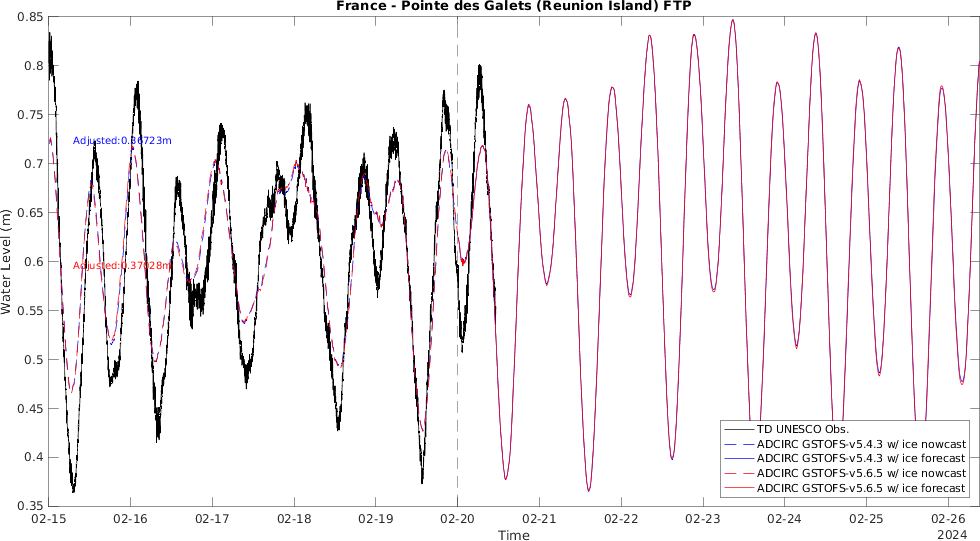 France - Pointe des Galets (Reunion Island) FTP
Water Level (m)
0.85
0.8
0.75
0.7
0.65
0.6
0.55
0.5
0.45
0.4
0.35
Adjusted:0.36723m
Adjusted:0.37028m
TD UNESCO Obs.
ADCIRC GSTOFS-v5.4.3 w/ ice nowcast
ADCIRC GSTOFS-v5.4.3 w/ ice forecast
ADCIRC GSTOFS-v5.6.5 w/ ice nowcast
ADCIRC GSTOFS-v5.6.5 w/ ice forecast
02-15 02-16 02-17 02-18 02-19 02-20 02-21 02-22 02-23 02-24 02-25 02-26
2024
Time